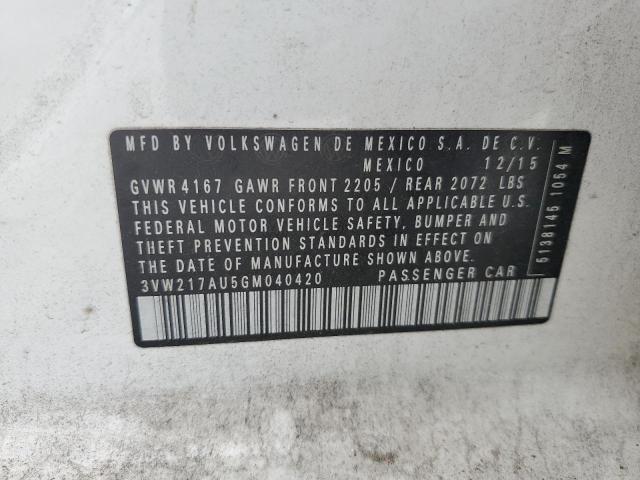 MFD BY VOLKSWAGEN DE MEXICO S.A. DE C.V.
MEXICO 12/15
GVWR 4167 GAWR FRONT 2205 / REAR 2072 LBS
THIS VEHICLE CONFORMS TO ALL APPLICABLE U.S.
FEDERAL MOTOR VEHICLE SAFETY, BUMPER AND
THEFT PREVENTION STANDARDS IN EFFECT ON
THE DATE OF MANUFACTURE SHOWN ABOVE.
3VW217AU5GM040420 PASSENGER CAR
5138145 1054 M